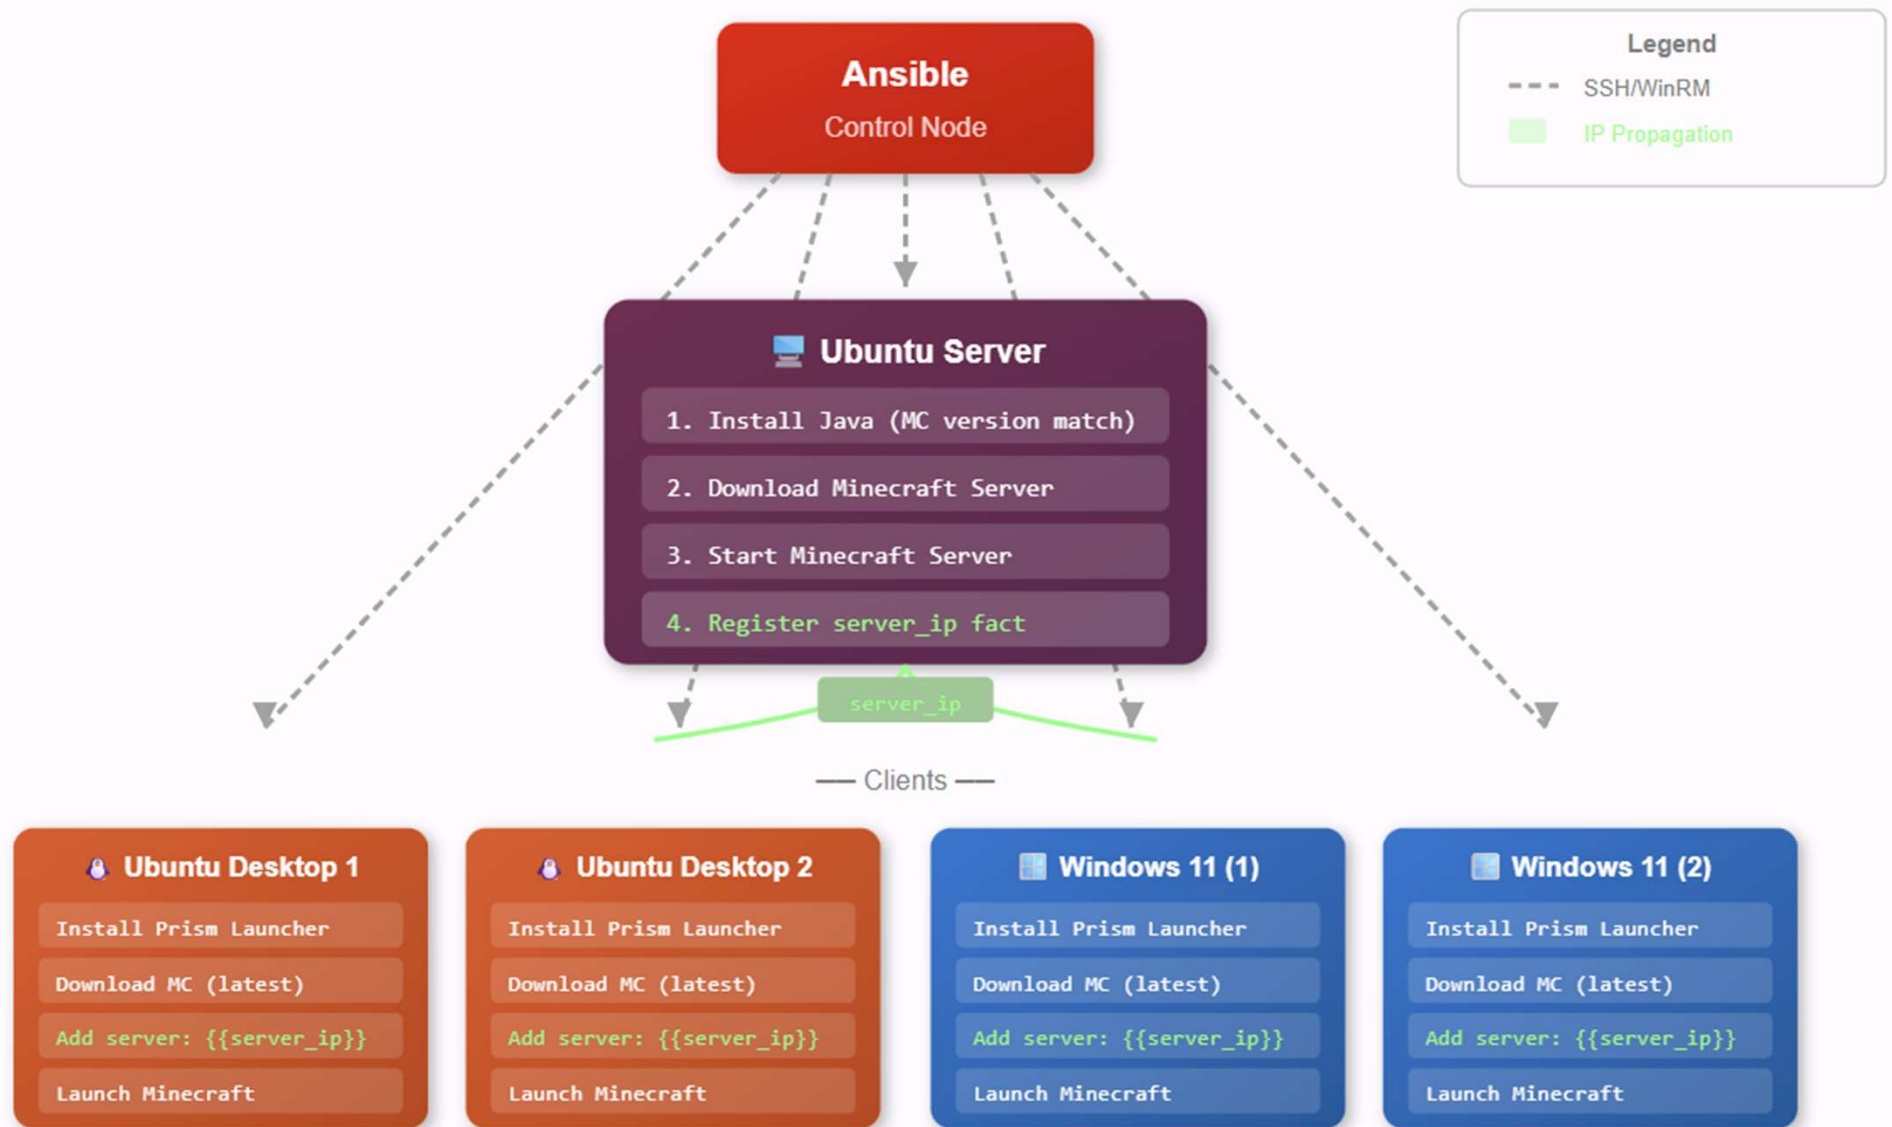 Ansible
Control Node
Legend
SSH/WinRM
IP Propagation
Ubuntu Server
1. Install Java (MC version match)
2. Download Minecraft Server
3. Start Minecraft Server
4. Register server_ip fact
server_ip
Clients
Ubuntu Desktop 1
Install Prism Launcher
Download MC (latest)
Add server: {{server_ip}}
Launch Minecraft
Ubuntu Desktop 2
Install Prism Launcher
Download MC (latest)
Add server: {{server_ip}}
Launch Minecraft
Windows 11 (1)
Install Prism Launcher
Download MC (latest)
Add server: {{server_ip}}
Launch Minecraft
Windows 11 (2)
Install Prism Launcher
Download MC (latest)
Add server: {{server_ip}}
Launch Minecraft